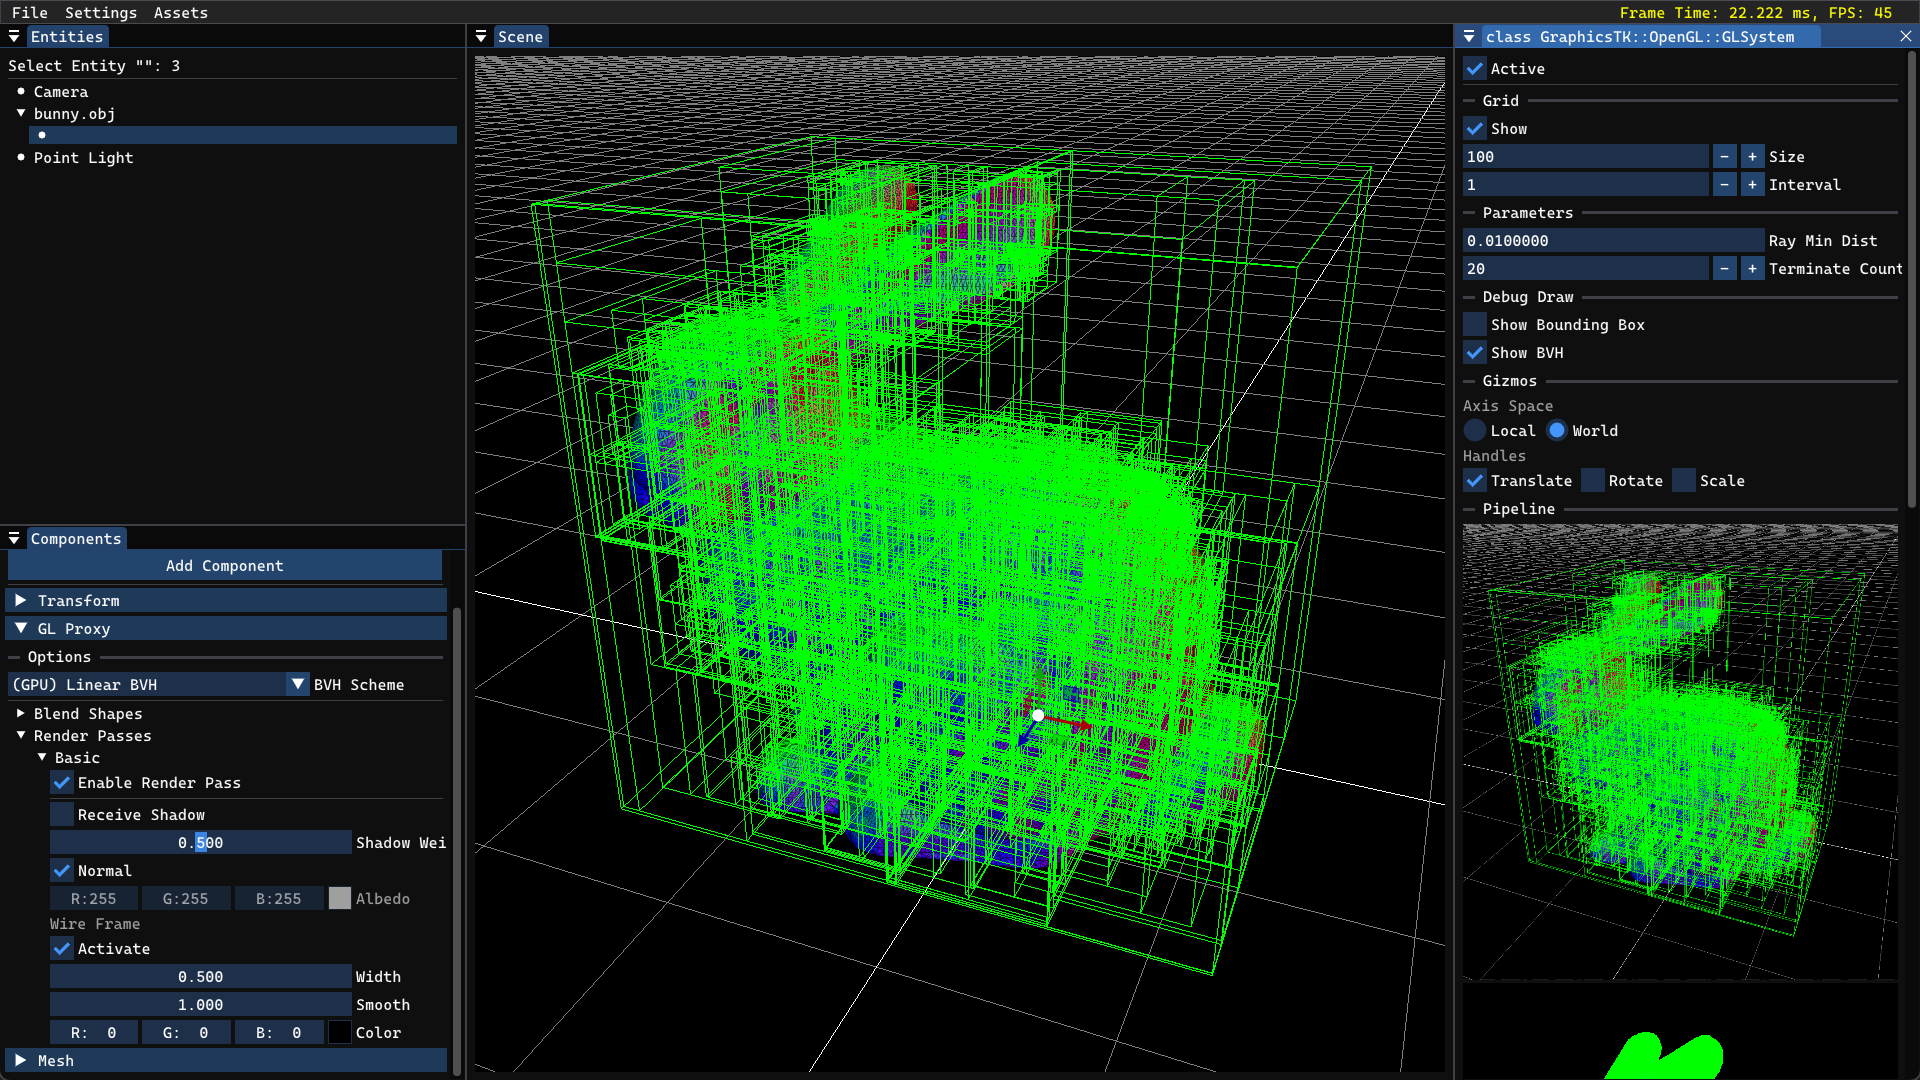 File Settings Assets
Frame Time: 22.222 ms, FPS: 45
Entities
Select Entity "": 3
Camera
bunny.obj
Point Light
Components
Add Component
Transform
GL Proxy
Options
(GPU) Linear BVH BVH Scheme
Blend Shapes
Render Passes
Basic
Enable Render Pass
Receive Shadow
0.500 Shadow Wei
Normal
R:255 G:255 B:255 Albedo
Wire Frame
Activate
0.500 Width
1.000 Smooth
R: 0 G: 0 B: 0 Color
Mesh
Scene
class GraphicsTK::OpenGL::GLSystem
Active
Grid
Show
100 - + Size
1 - + Interval
Parameters
0.0100000 Ray Min Dist
20 - + Terminate Count
Debug Draw
Show Bounding Box
Show BVH
Gizmos
Axis Space
Local World
Handles
Translate Rotate Scale
Pipeline